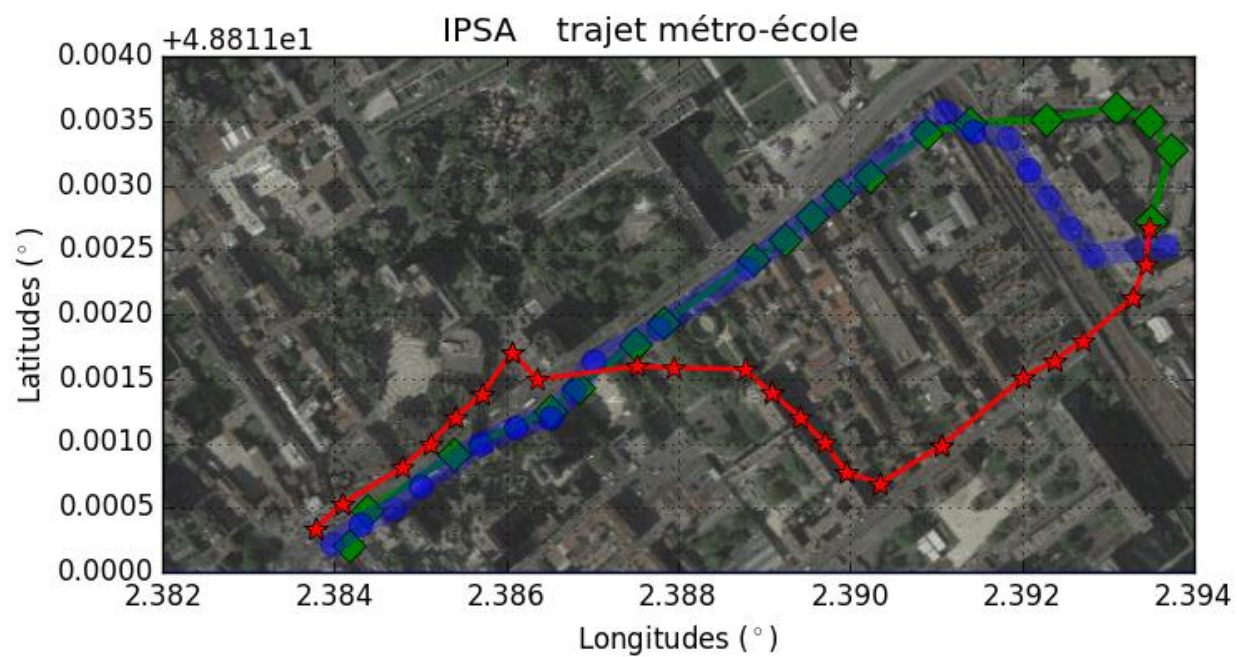 IPSA trajet métro-école
+4.8811e1
0.0040
0.0035
0.0030
0.0025
0.0020
0.0015
0.0010
0.0005
0.0000
Latitudes (°)
2.382 2.384 2.386 2.388 2.390 2.392 2.394
Longitudes (°)